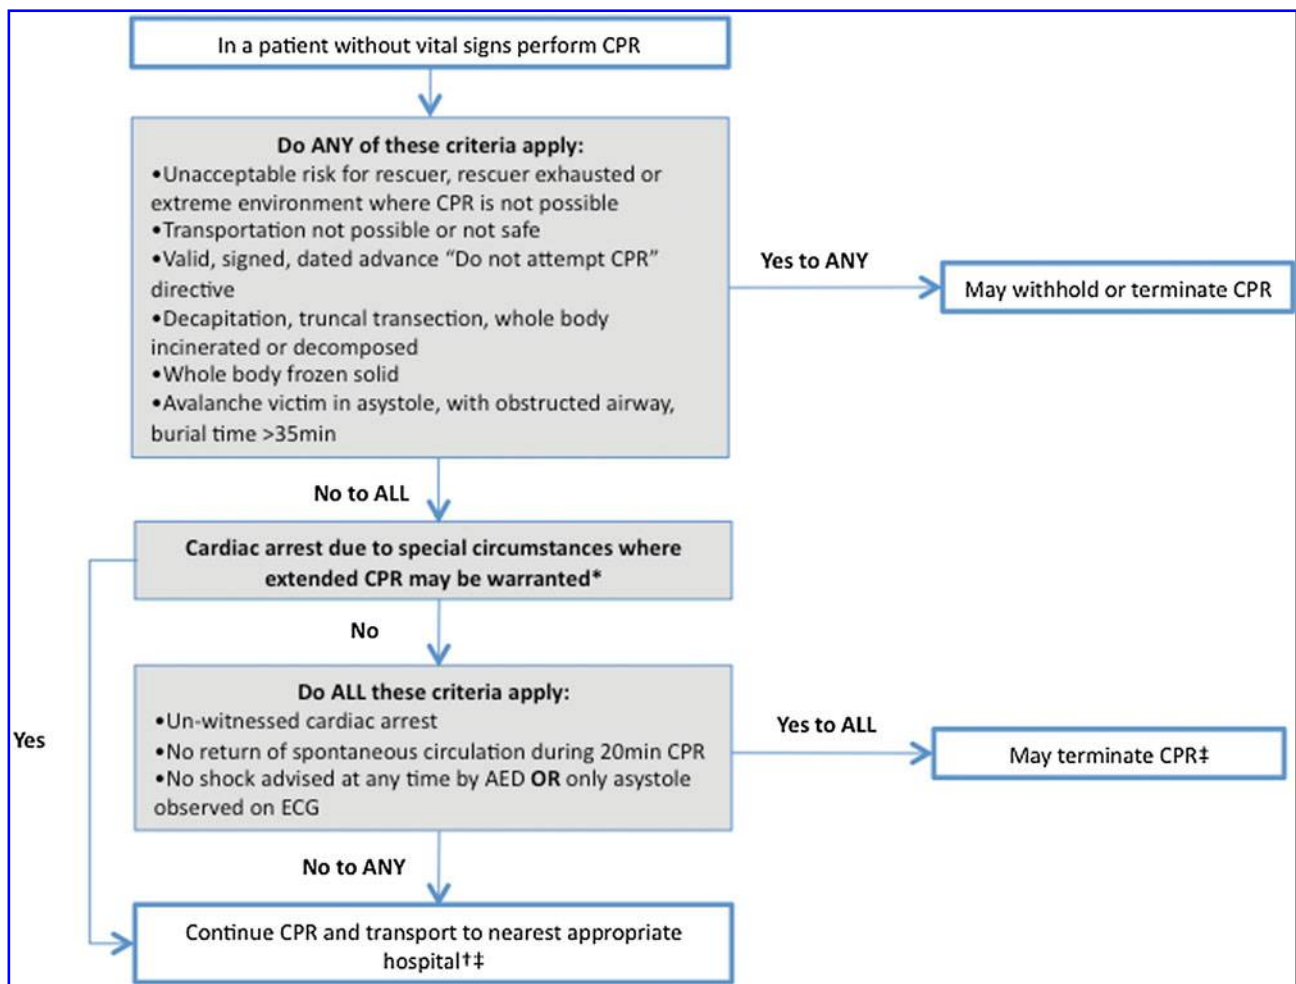 In a patient without vital signs perform CPR
Do ANY of these criteria apply:
•Unacceptable risk for rescuer, rescuer exhausted or
extreme environment where CPR is not possible
•Transportation not possible or not safe
•Valid, signed, dated advance “Do not attempt CPR”
directive
•Decapitation, truncal transection, whole body
incinerated or decomposed
•Whole body frozen solid
•Avalanche victim in asystole, with obstructed airway,
burial time >35min
Yes to ANY
May withhold or terminate CPR
No to ALL
Cardiac arrest due to special circumstances where
extended CPR may be warranted*
No
Do ALL these criteria apply:
•Un-witnessed cardiac arrest
•No return of spontaneous circulation during 20min CPR
•No shock advised at any time by AED OR only asystole
observed on ECG
Yes to ALL
May terminate CPR‡
Yes
No to ANY
Continue CPR and transport to nearest appropriate
hospital†‡